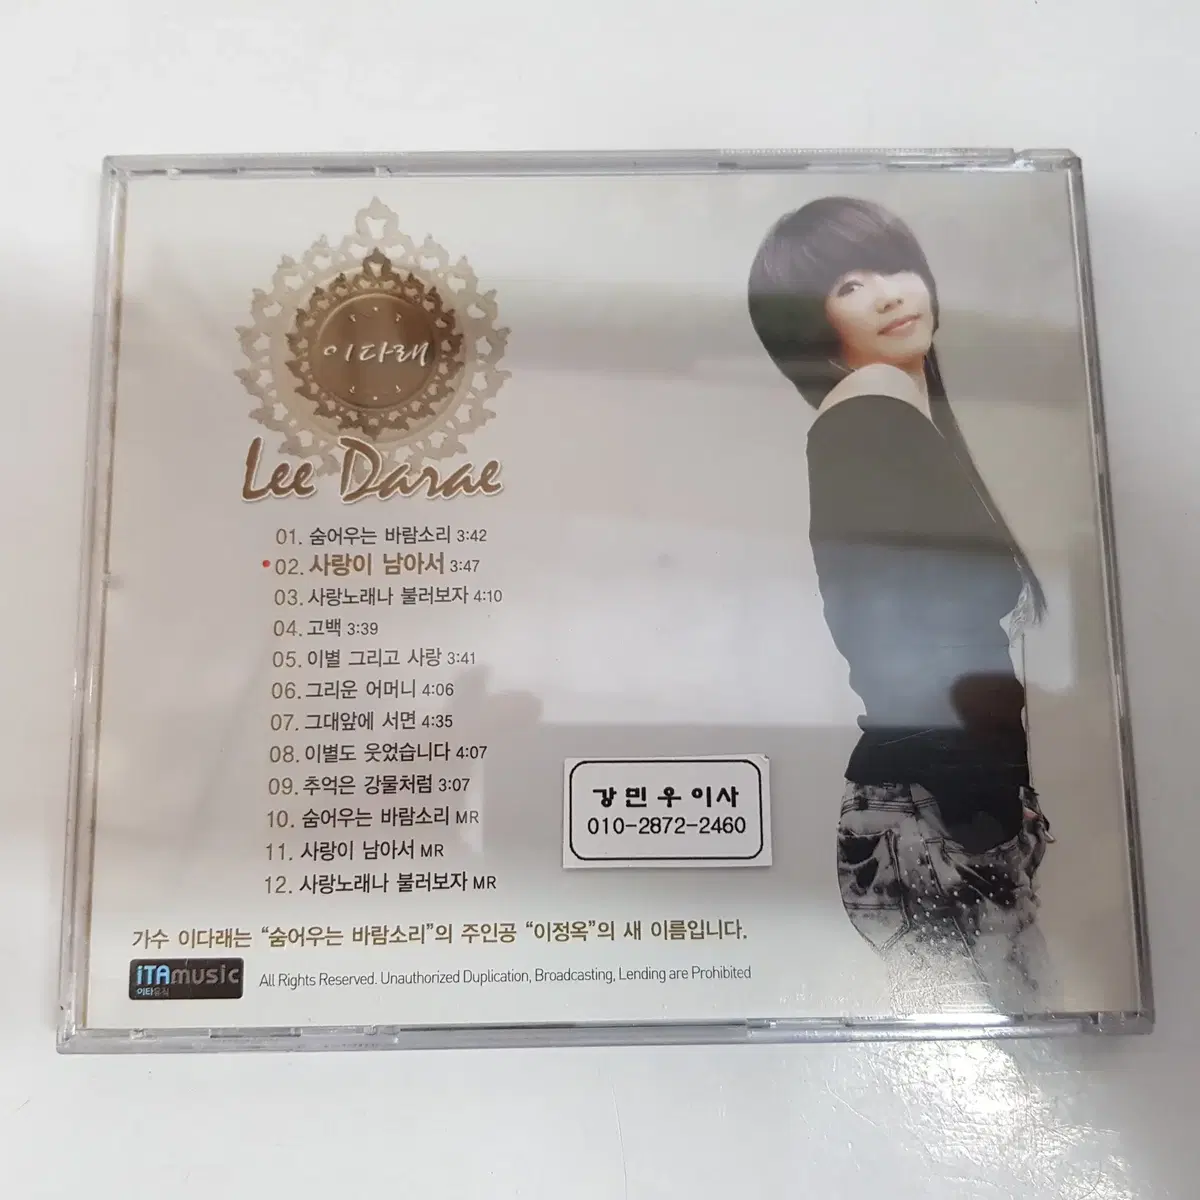 이다래
Lee Darae
01. 숨어우는 바람소리 3:42
02. 사랑이 남아서 3:47
03. 사랑노래나 불러보자 4:10
04. 고백 3:39
05. 이별 그리고 사랑 3:41
06. 그리운 어머니 4:06
07. 그대앞에 서면 4:35
08. 이별도 웃었습니다 4:07
09. 추억은 강물처럼 3:07
10. 숨어우는 바람소리 MR
11. 사랑이 남아서 MR
12. 사랑노래나 불러보자 MR
강민우이사
010-2872-2460
가수 이다래는 “숨어우는 바람소리”의 주인공 “이정옥”의 새 이름입니다.
iTAmusic
이타뮤직
All Rights Reserved. Unauthorized Duplication, Broadcasting, Lending are Prohibited